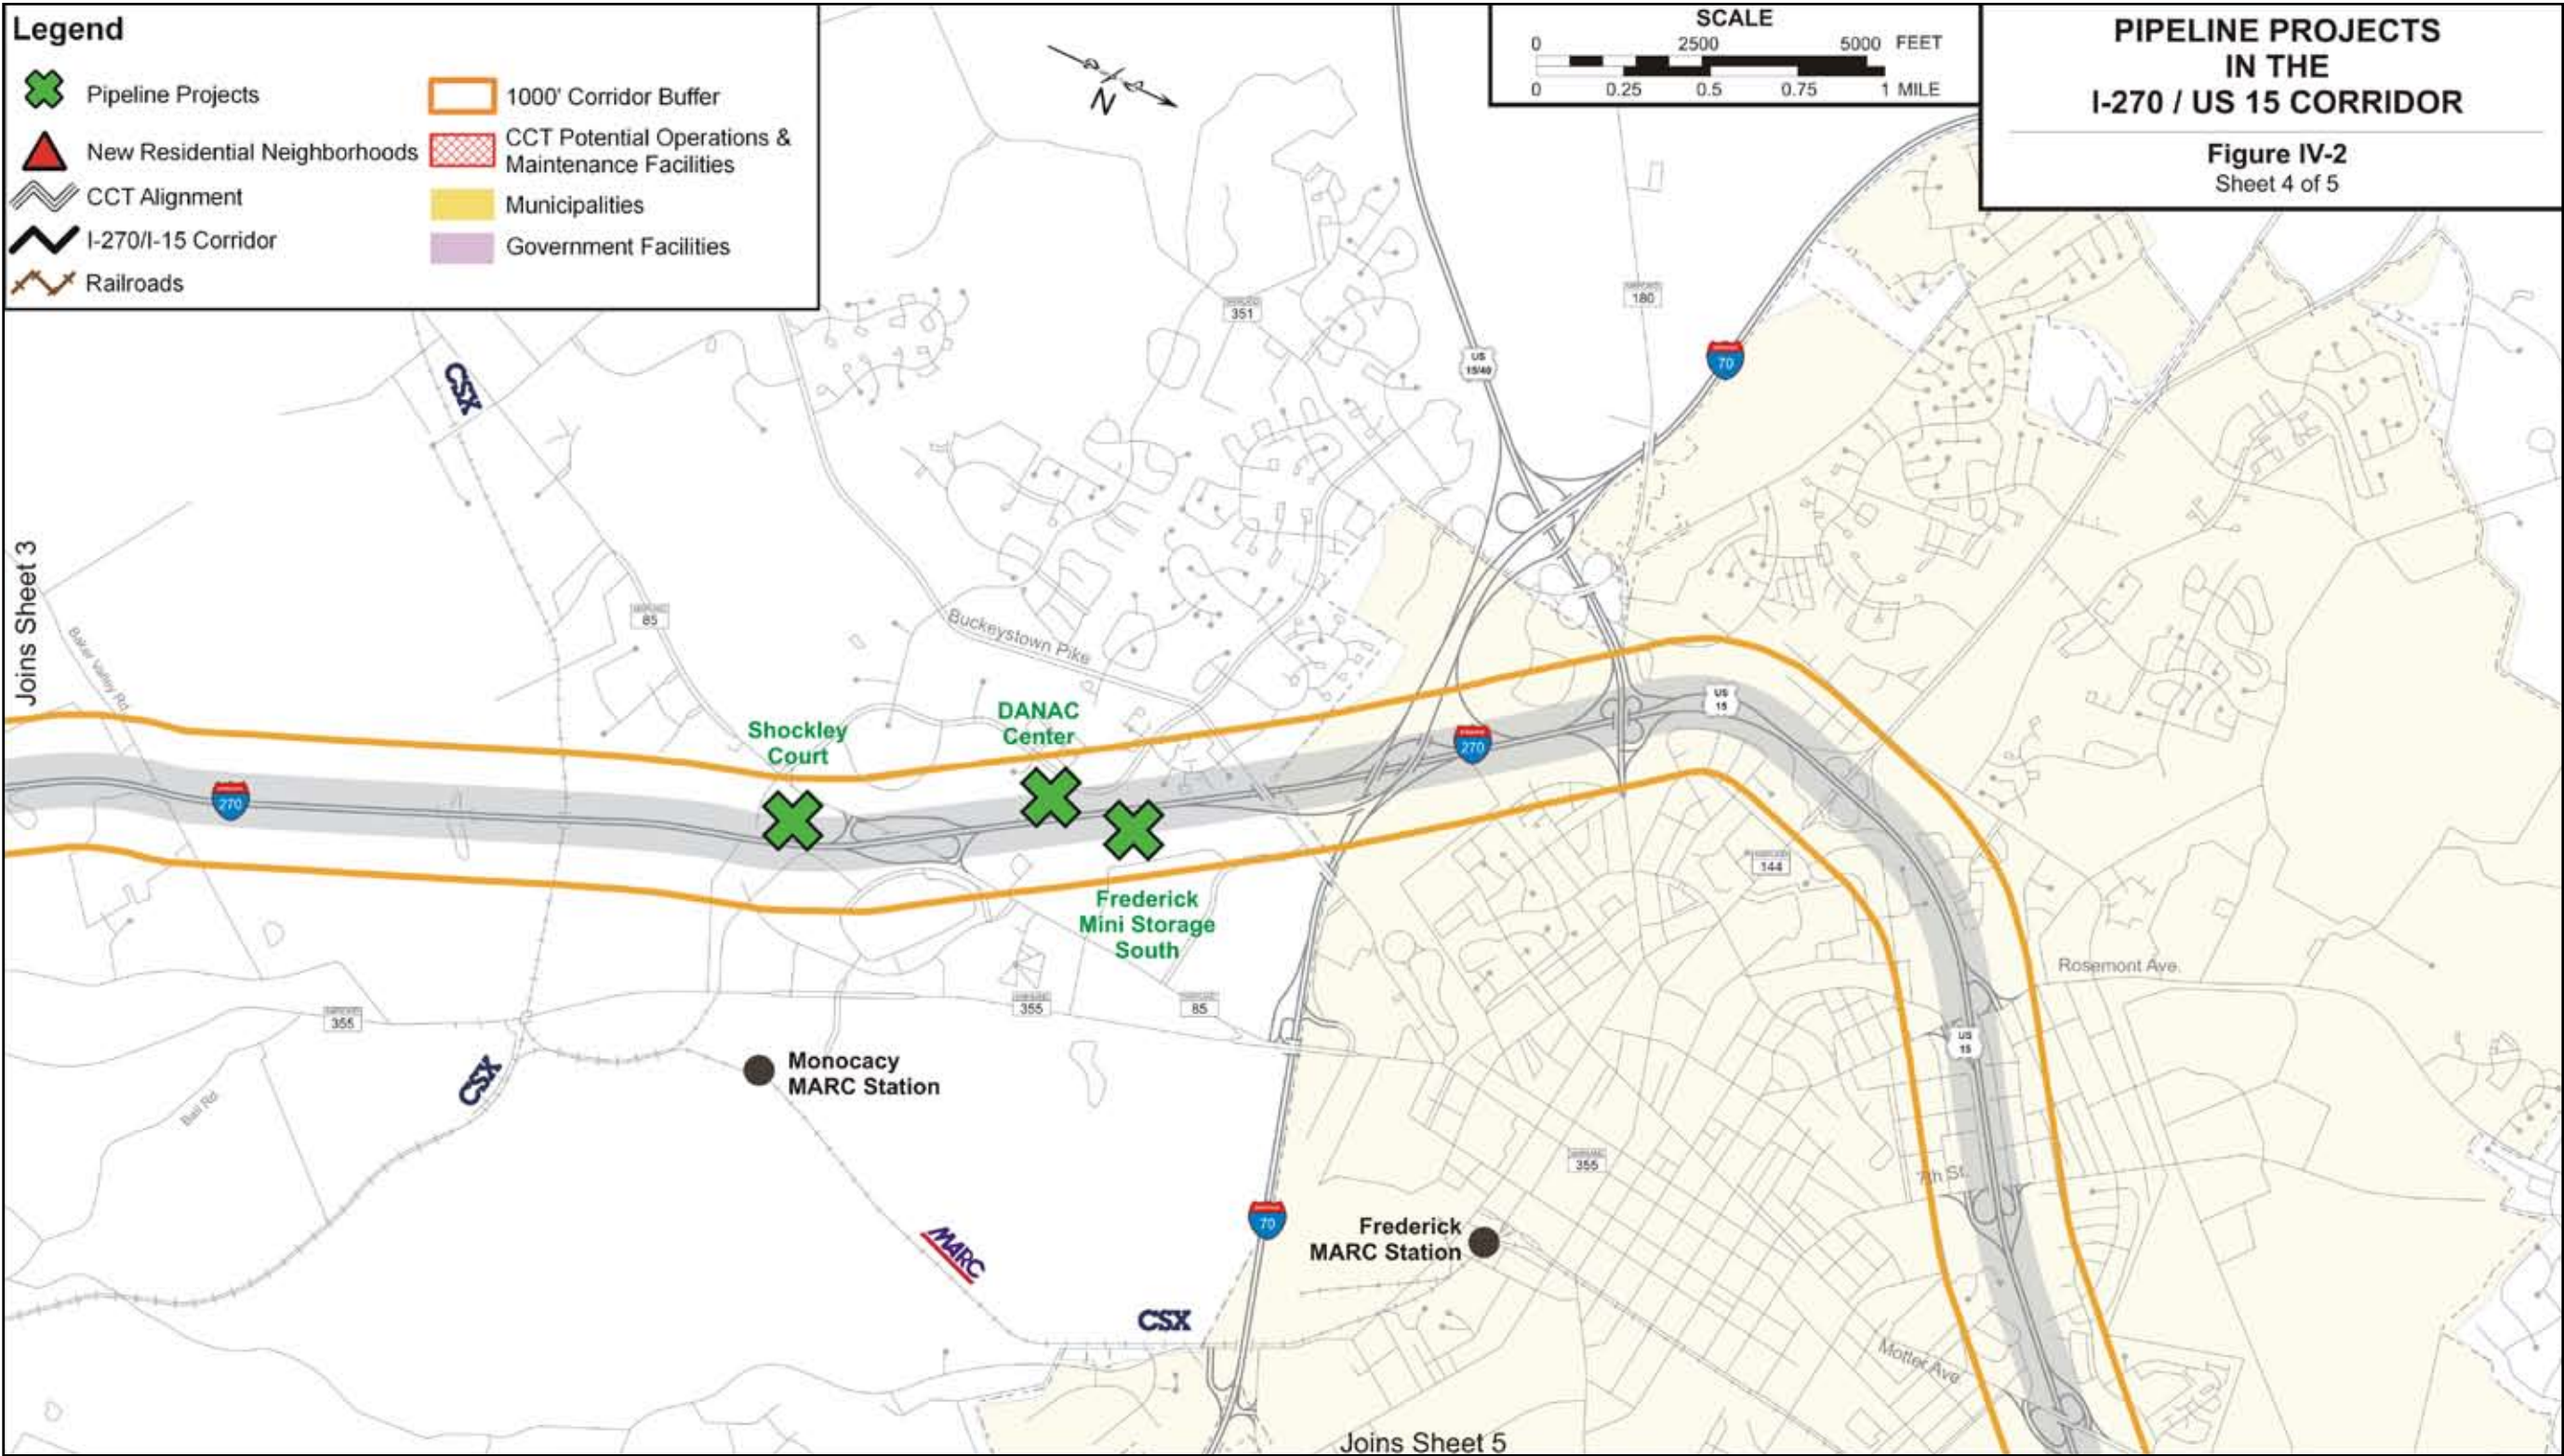 Legend
Pipeline Projects
New Residential Neighborhoods
CCT Alignment
I-270/I-15 Corridor
Railroads
1000' Corridor Buffer
CCT Potential Operations &
Maintenance Facilities
Municipalities
Government Facilities
N
SCALE
0 2500 5000 FEET
0 0.25 0.5 0.75 1 MILE
PIPELINE PROJECTS
IN THE
I-270 / US 15 CORRIDOR
Figure IV-2
Sheet 4 of 5
351
180
US
15/40
70
CSX
Joins Sheet 3
Baker Valley Rd.
85
Buckeystown Pike
Shockley
Court
DANAC
Center
US
15
270
270
144
Frederick
Mini Storage
South
Rosemont Ave.
355
355
85
US
15
CSX
Monocacy
MARC Station
Ball Rd.
355
7th St.
MARC
70
Frederick
MARC Station
CSX
Motter Ave.
Joins Sheet 5